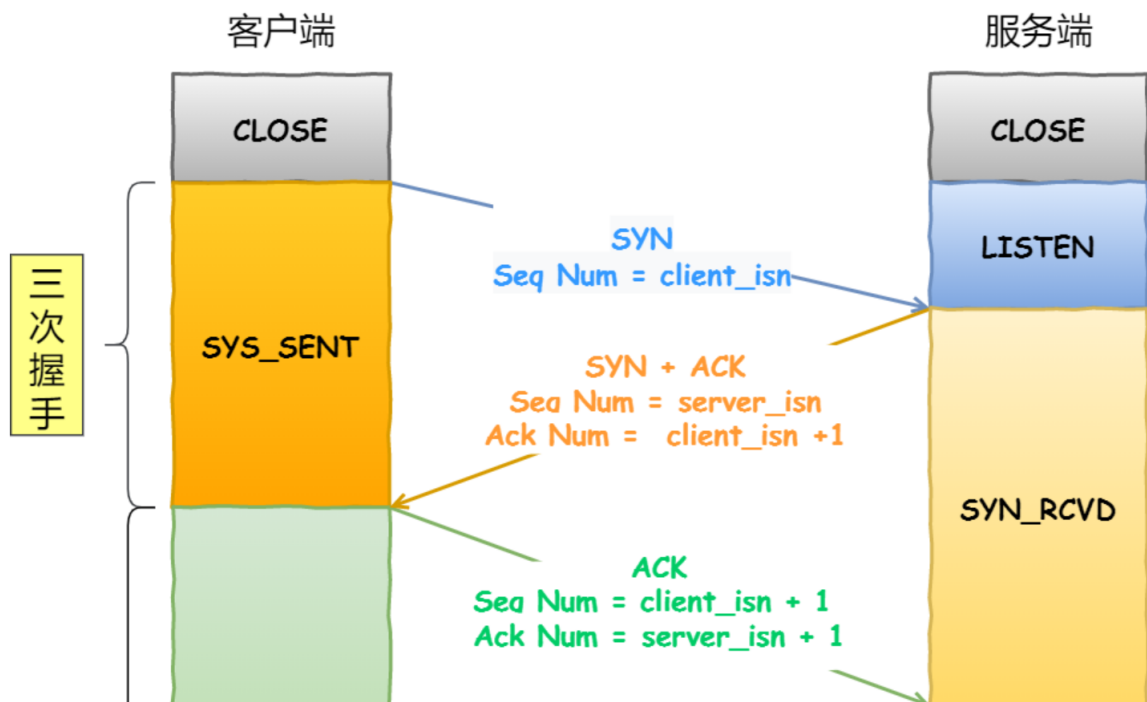 客户端
服务端
CLOSE
CLOSE
SYN
Seq Num = client_isn
LISTEN
三次握手
SYS_SENT
SYN + ACK
Seq Num = server_isn
Ack Num = client_isn +1
SYN_RCVD
ACK
Seq Num = client_isn + 1
Ack Num = server_isn + 1